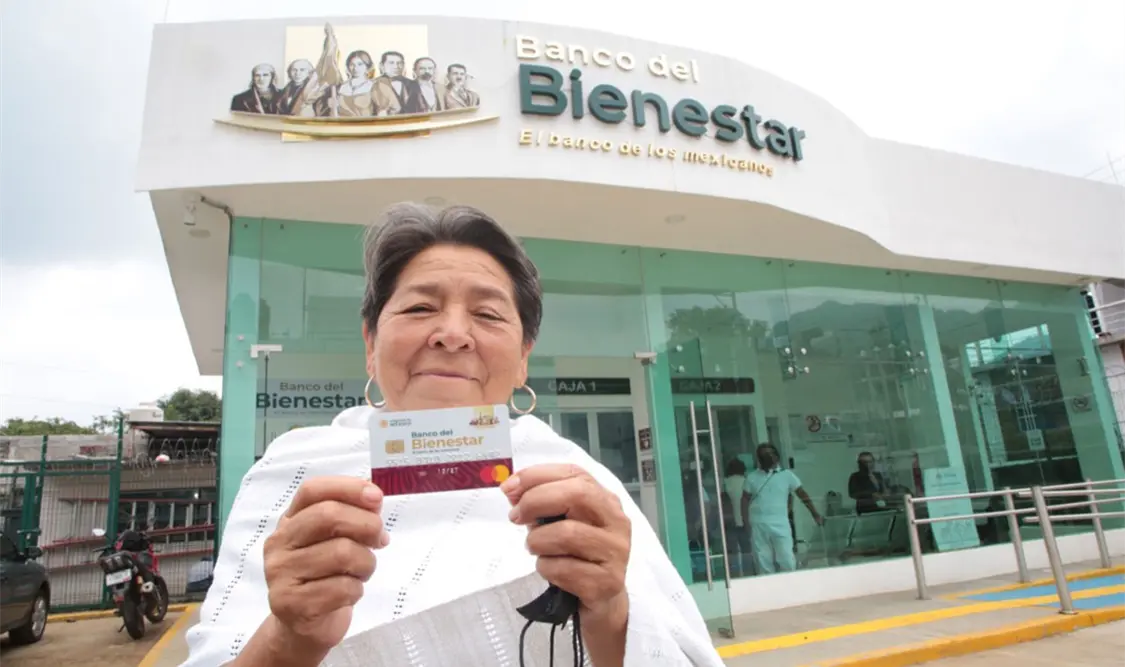 Banco del
Bienestar
El banco de los mexicanos
Banco del
Bienestar
CAJA 1
CAJA 2
Banco del
Bienestar